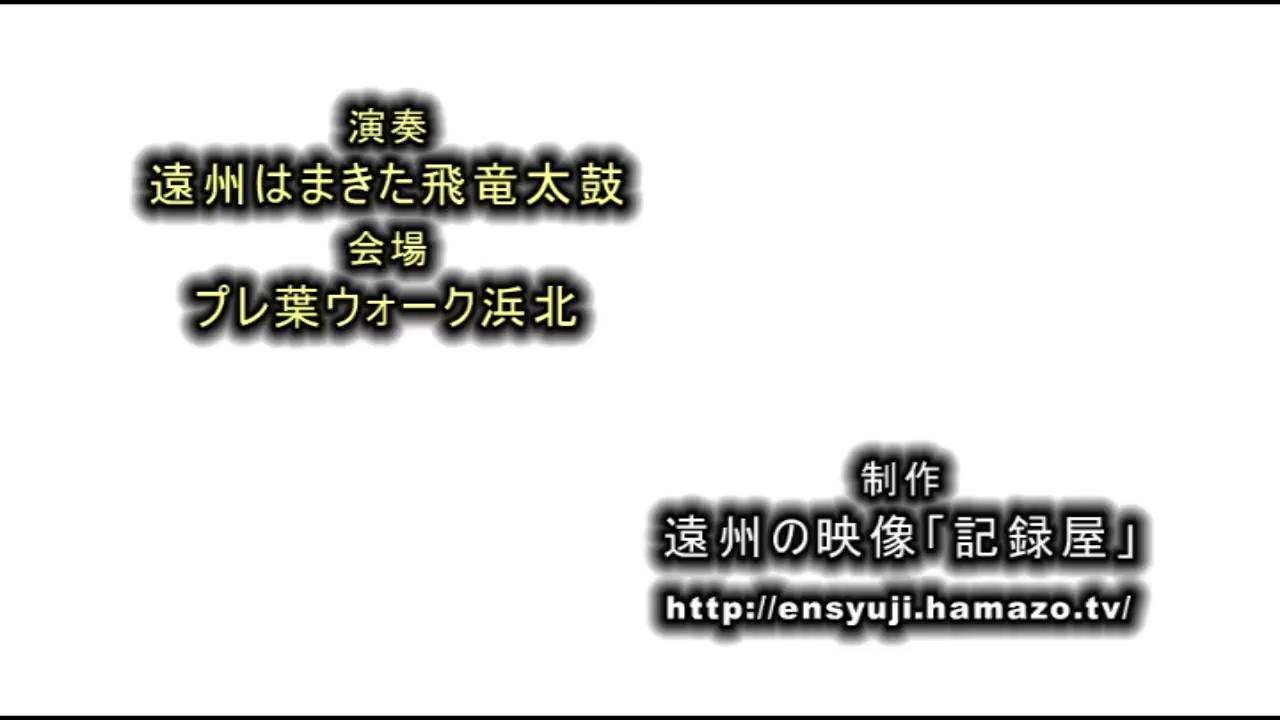 演奏
遠州はまきた飛竜太鼓
会場
プレ葉ウォーク浜北
制作
遠州の映像「記録屋」
http://ensyuji.hamazo.tv/